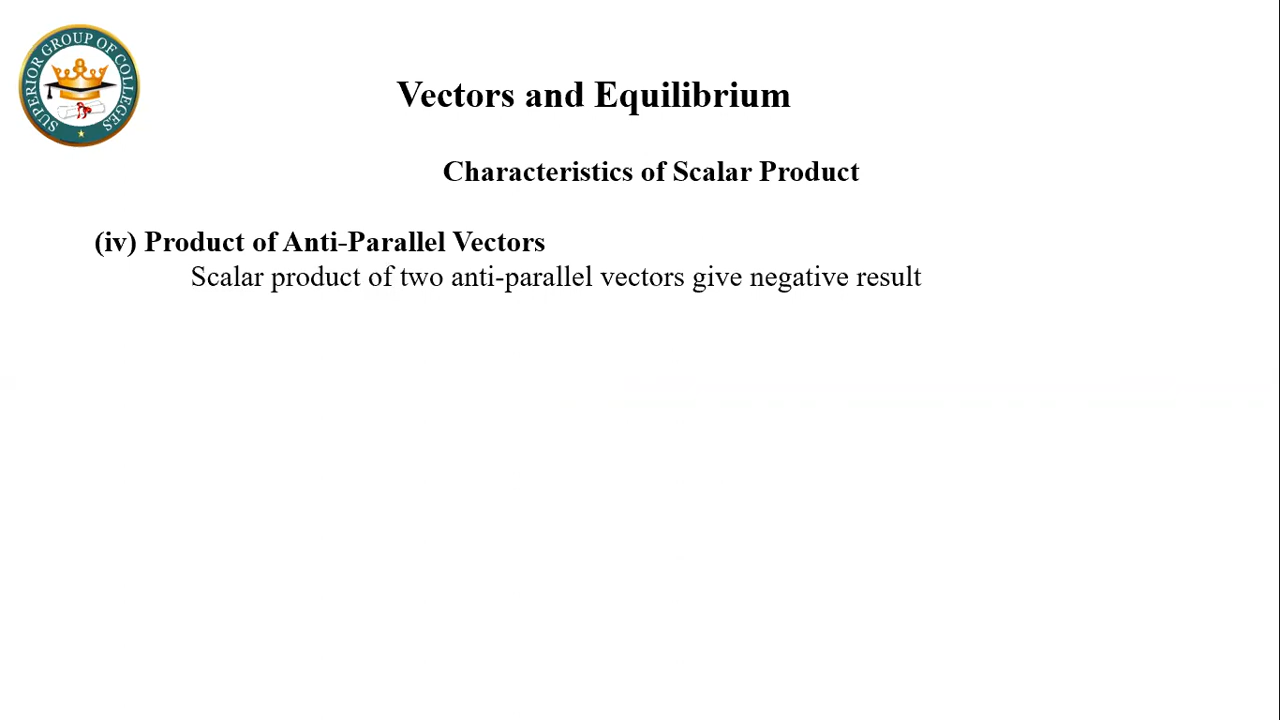 SUPERIOR GROUP OF COLLEGES
Vectors and Equilibrium
Characteristics of Scalar Product
(iv) Product of Anti-Parallel Vectors
Scalar product of two anti-parallel vectors give negative result